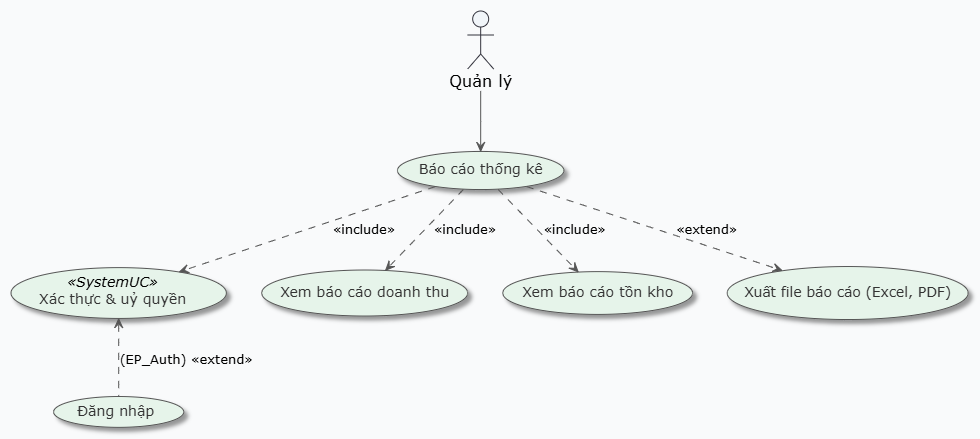 Quản lý
Báo cáo thống kê
«include»
«include»
«include»
«extend»
«SystemUC»
Xác thực & uỷ quyền
Xem báo cáo doanh thu
Xem báo cáo tồn kho
Xuất file báo cáo (Excel, PDF)
(EP_Auth) «extend»
Đăng nhập